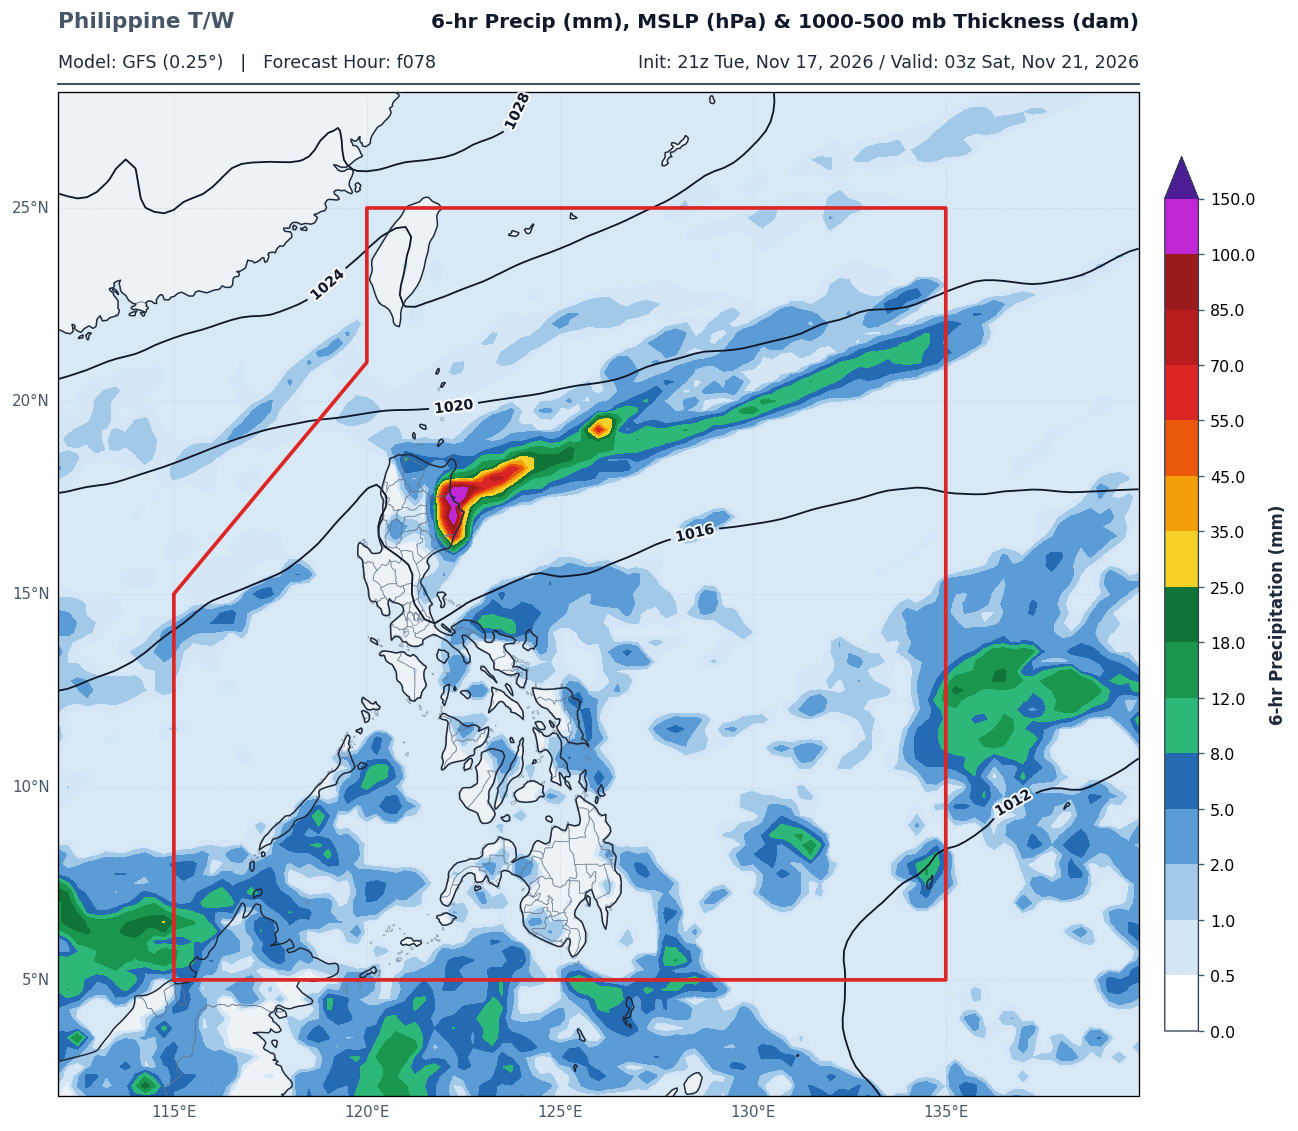 Philippine T/W
6-hr Precip (mm), MSLP (hPa) & 1000-500 mb Thickness (dam)
Model: GFS (0.25°) | Forecast Hour: f078
Init: 21z Tue, Nov 17, 2026 / Valid: 03z Sat, Nov 21, 2026
1028
1024
1020
1016
1012
25°N
20°N
15°N
10°N
5°N
115°E
120°E
125°E
130°E
135°E
150.0
100.0
85.0
70.0
55.0
45.0
35.0
25.0
18.0
12.0
8.0
5.0
2.0
1.0
0.5
0.0
6-hr Precipitation (mm)